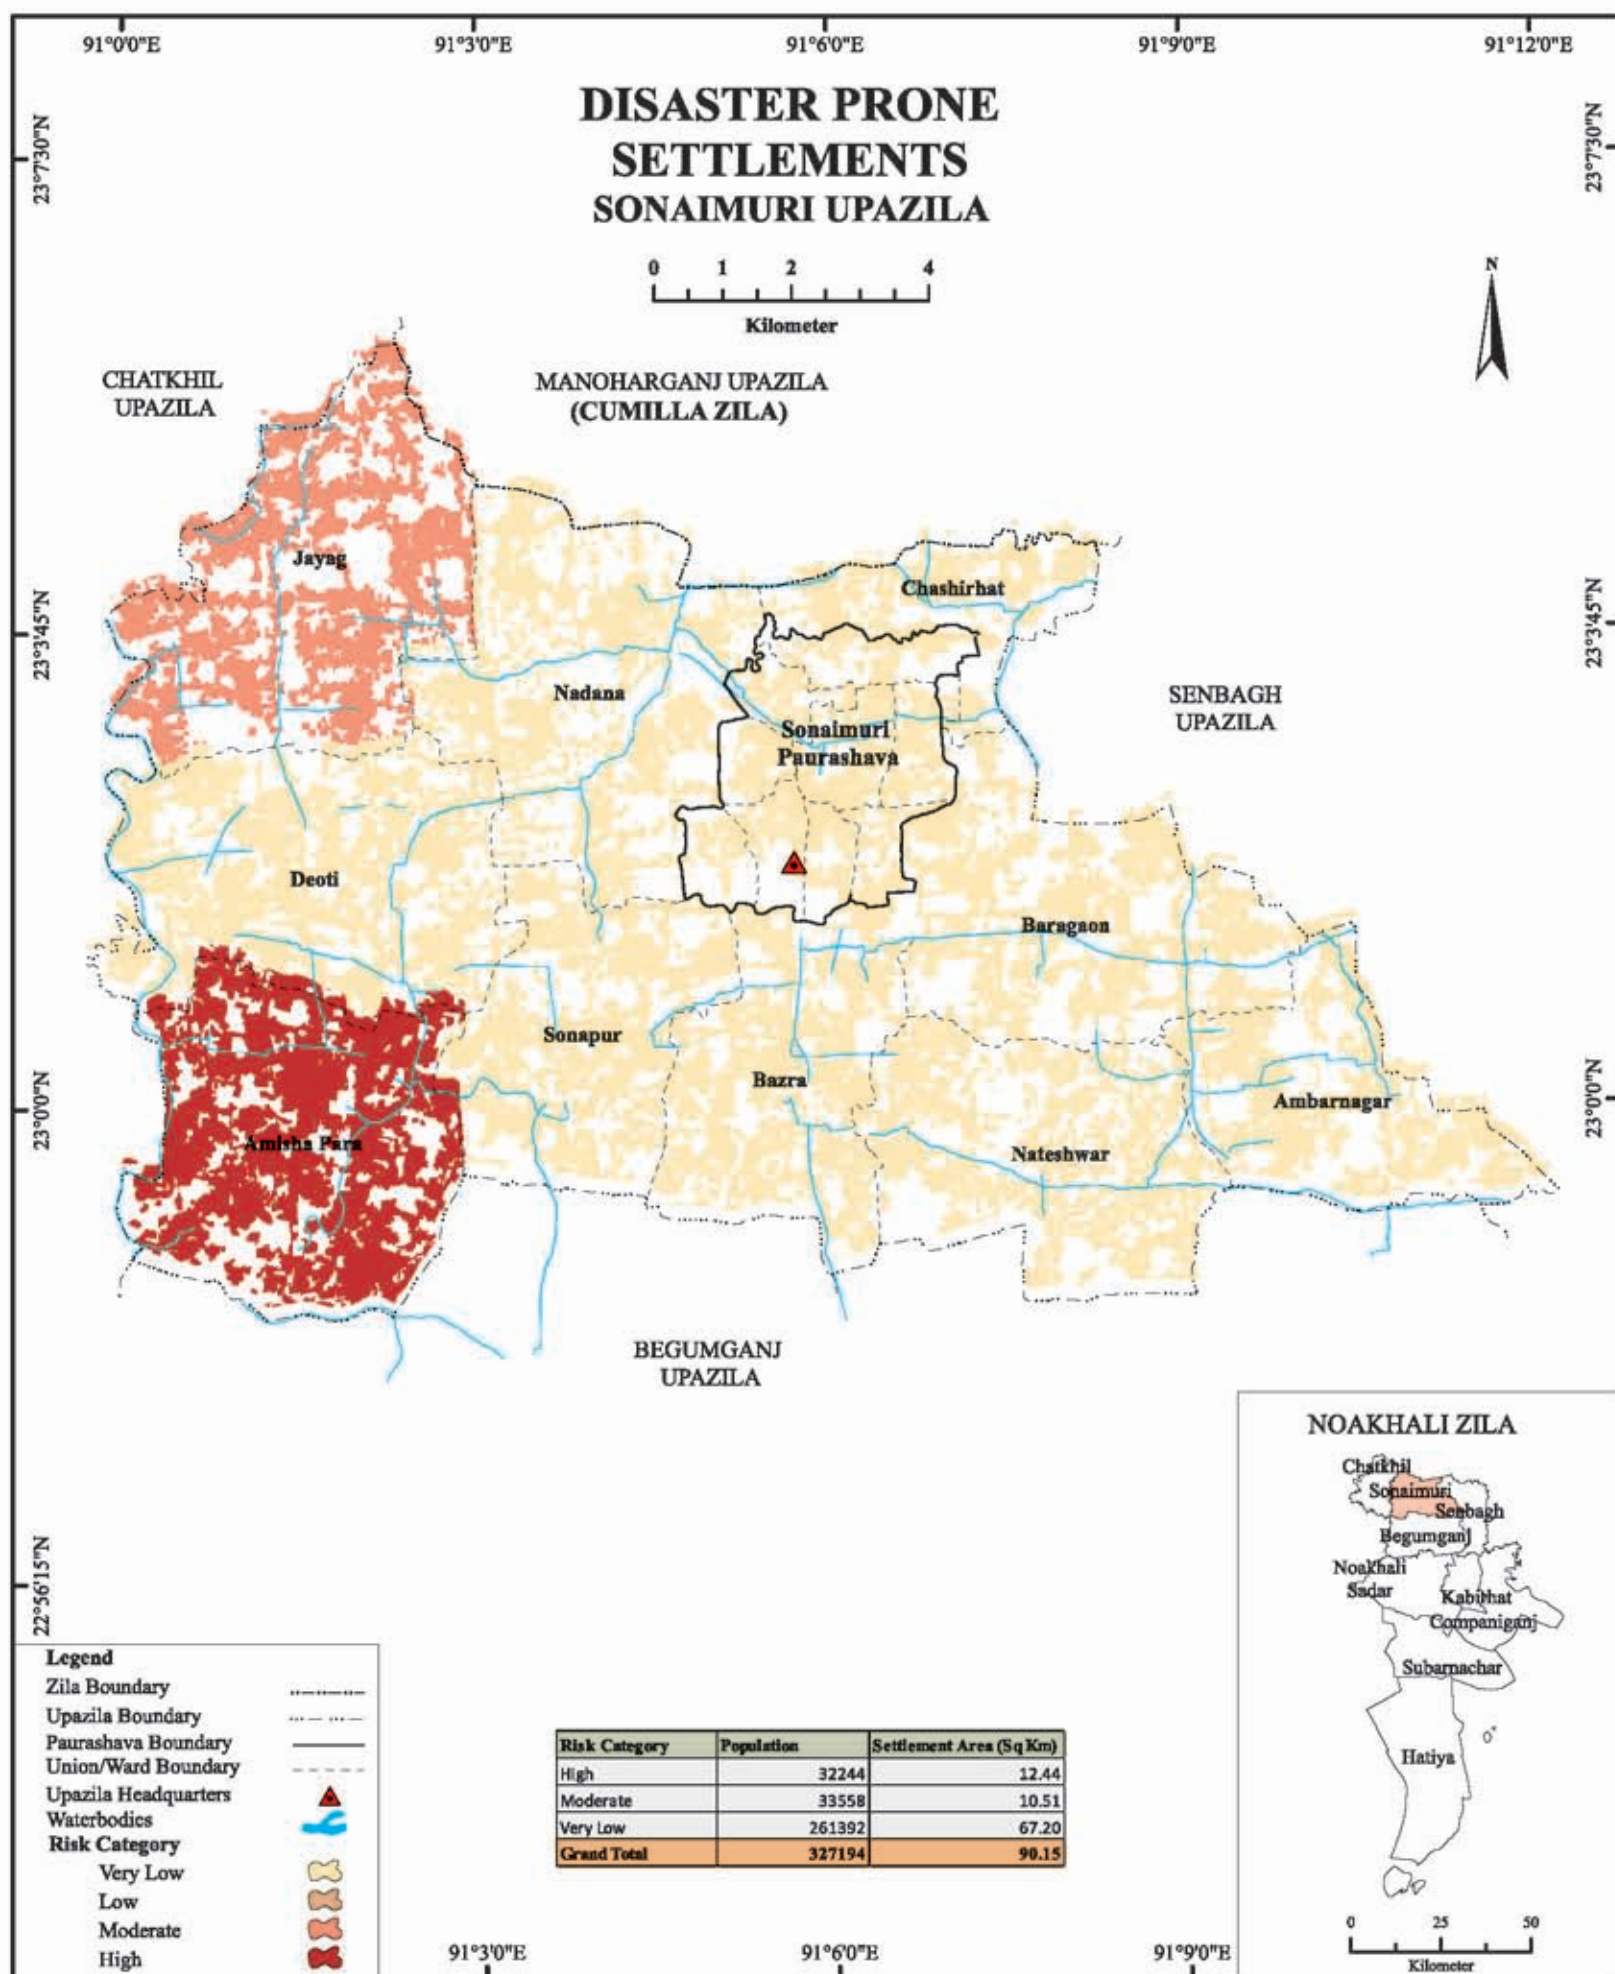 91°0'0"E 91°3'0"E 91°6'0"E 91°9'0"E 91°12'0"E
DISASTER PRONE
SETTLEMENTS
SONAIMURI UPAZILA
23°7'30"N
23°7'30"N
0 1 2 4
Kilometer
N
CHATKHIL
UPAZILA
MANOHARGANJ UPAZILA
(CUMILLA ZILA)
Jayag
Chashirhat
23°3'45"N
23°3'45"N
Nadana
SENBAGH
UPAZILA
Sonaimuri
Paurashava
Deoti
Baragaon
Sonapur
Bazra
Ambarnagar
23°0'0"N
23°0'0"N
Amisha Para
Nateshwar
BEGUMGANJ
UPAZILA
NOAKHALI ZILA
Chatkhil
Sonaimuri
Senbagh
Begumganj
Noakhali
Sadar
Kabilhat
Companiganj
Subarnachar
Hatiya
0 25 50
Kilometer
22°56'15"N
Legend
Zila Boundary
Upazila Boundary
Paurashava Boundary
Union/Ward Boundary
Upazila Headquarters
Waterbodies
Risk Category
Very Low
Low
Moderate
High
Risk Category Population Settlement Area (Sq Km)
High 32244 12.44
Moderate 33558 10.51
Very Low 261392 67.20
Grand Total 327194 90.15
91°3'0"E 91°6'0"E 91°9'0"E